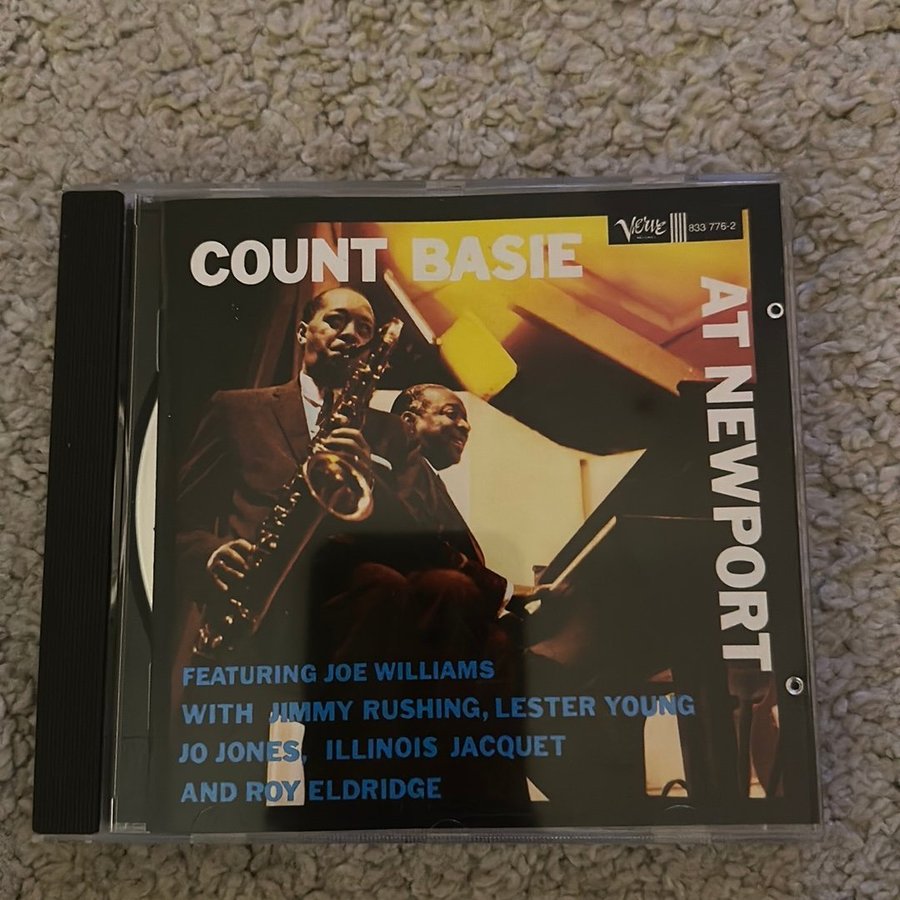 Verve
833 776-2
COUNT BASIE
AT NEWPORT
FEATURING JOE WILLIAMS
WITH JIMMY RUSHING, LESTER YOUNG
JO JONES, ILLINOIS JACQUET
AND ROY ELDRIDGE